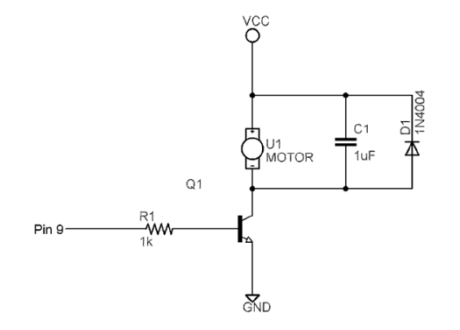 VCC
1N4004
D1
C1
1uF
U1
MOTOR
Q1
R1
1k
Pin 9
GND